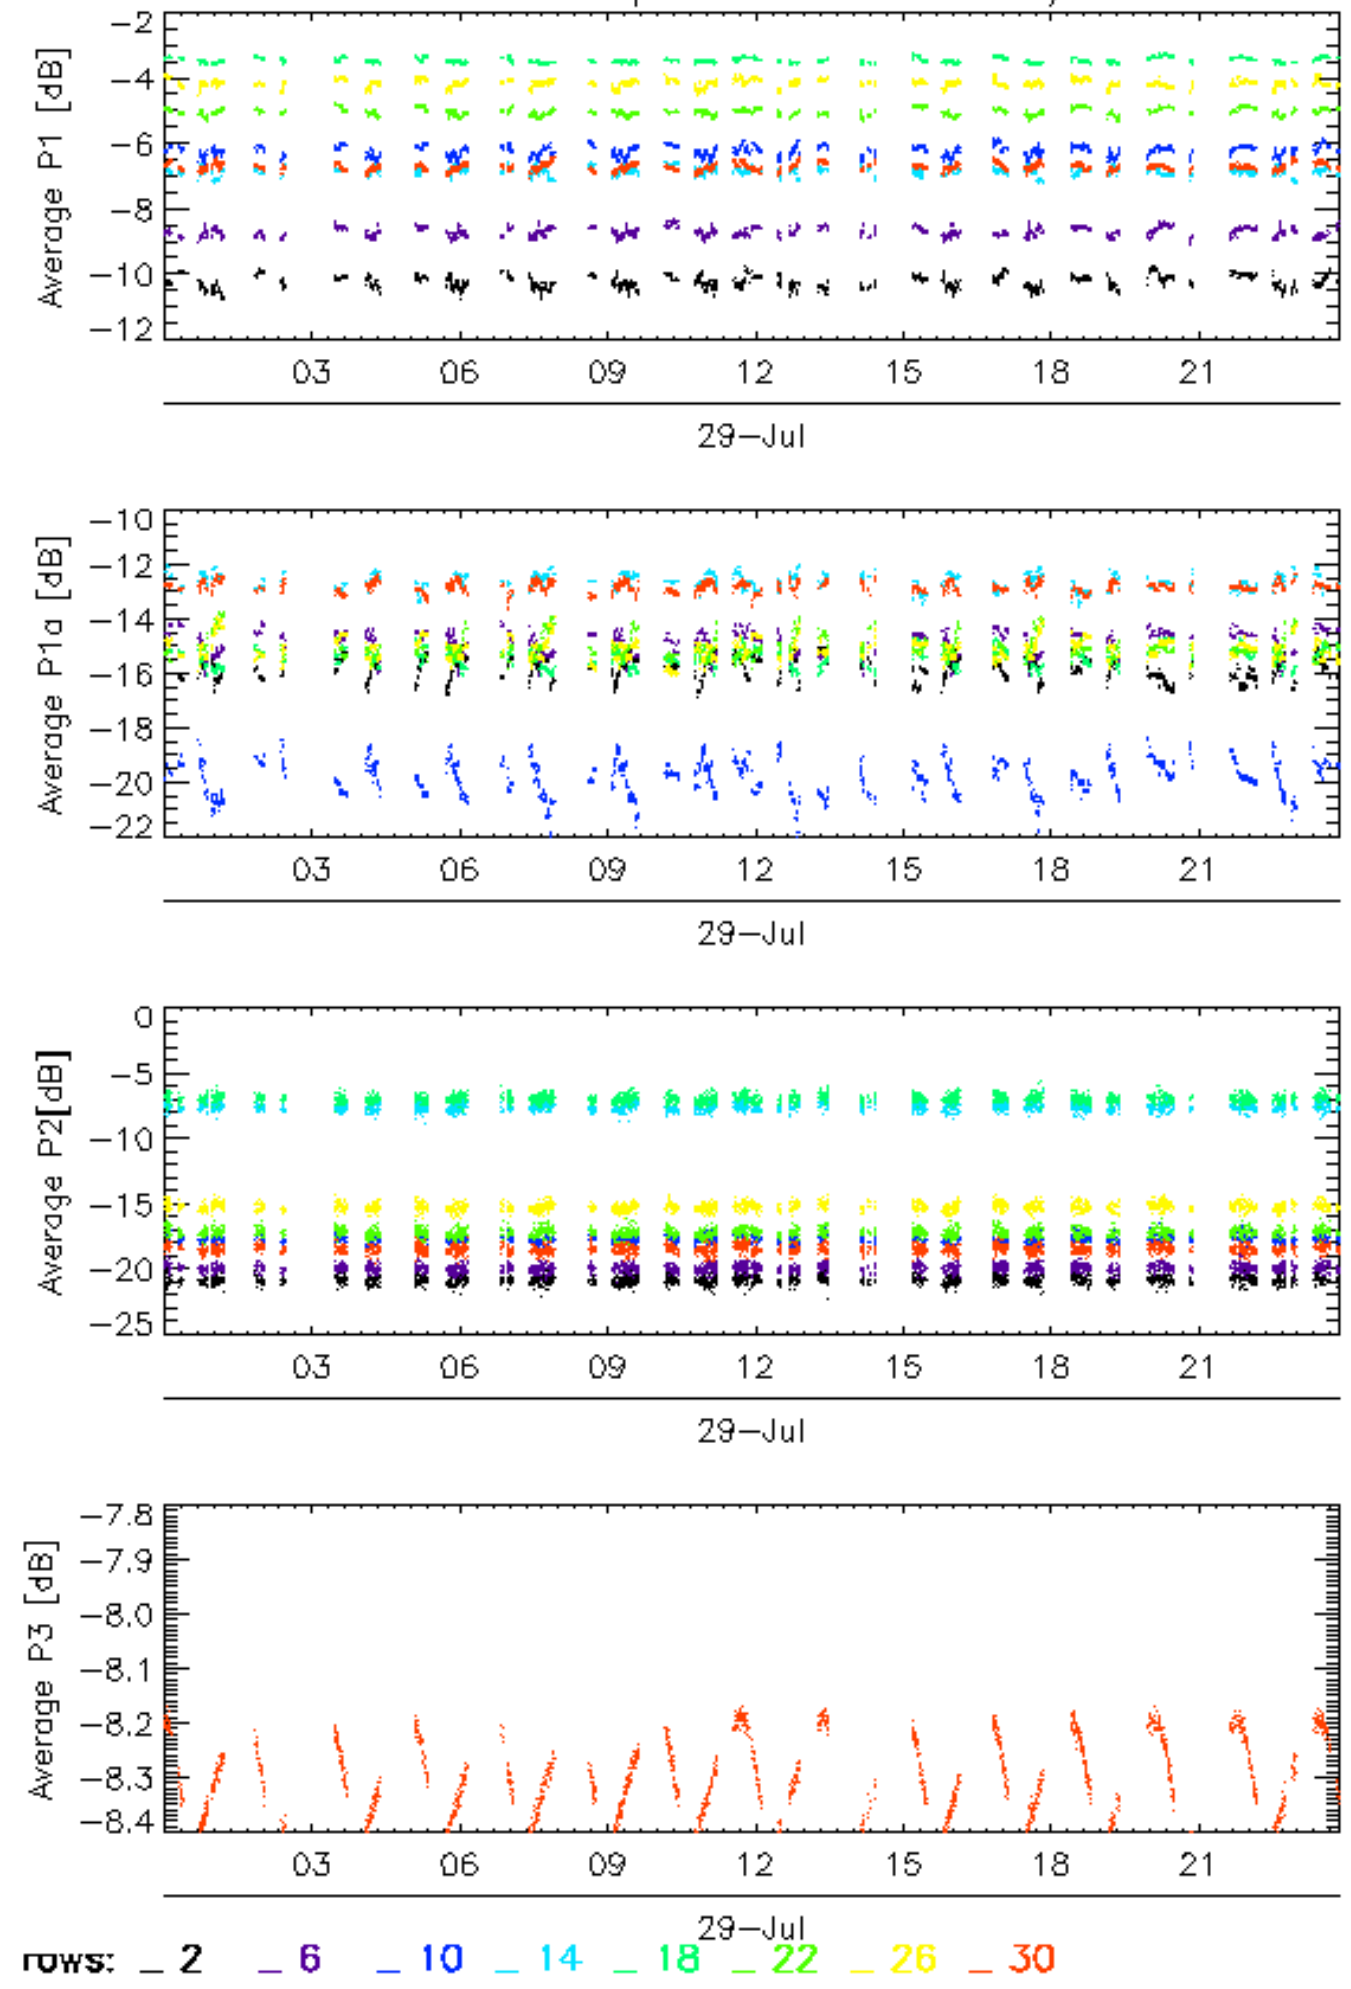 -2
-4
-6
-8
-10
-12
Average P1 [dB]
03 06 09 12 15 18 21
29-Jul
-10
-12
-14
-16
-18
-20
-22
Average P1a [dB]
03 06 09 12 15 18 21
29-Jul
0
-5
-10
-15
-20
-25
Average P2[dB]
03 06 09 12 15 18 21
29-Jul
-7.8
-7.9
-8.0
-8.1
-8.2
-8.3
-8.4
Average P3 [dB]
03 06 09 12 15 18 21
29-Jul
rows: _ 2 _ 6 _ 10 _ 14 _ 18 _ 22 _ 26 _ 30